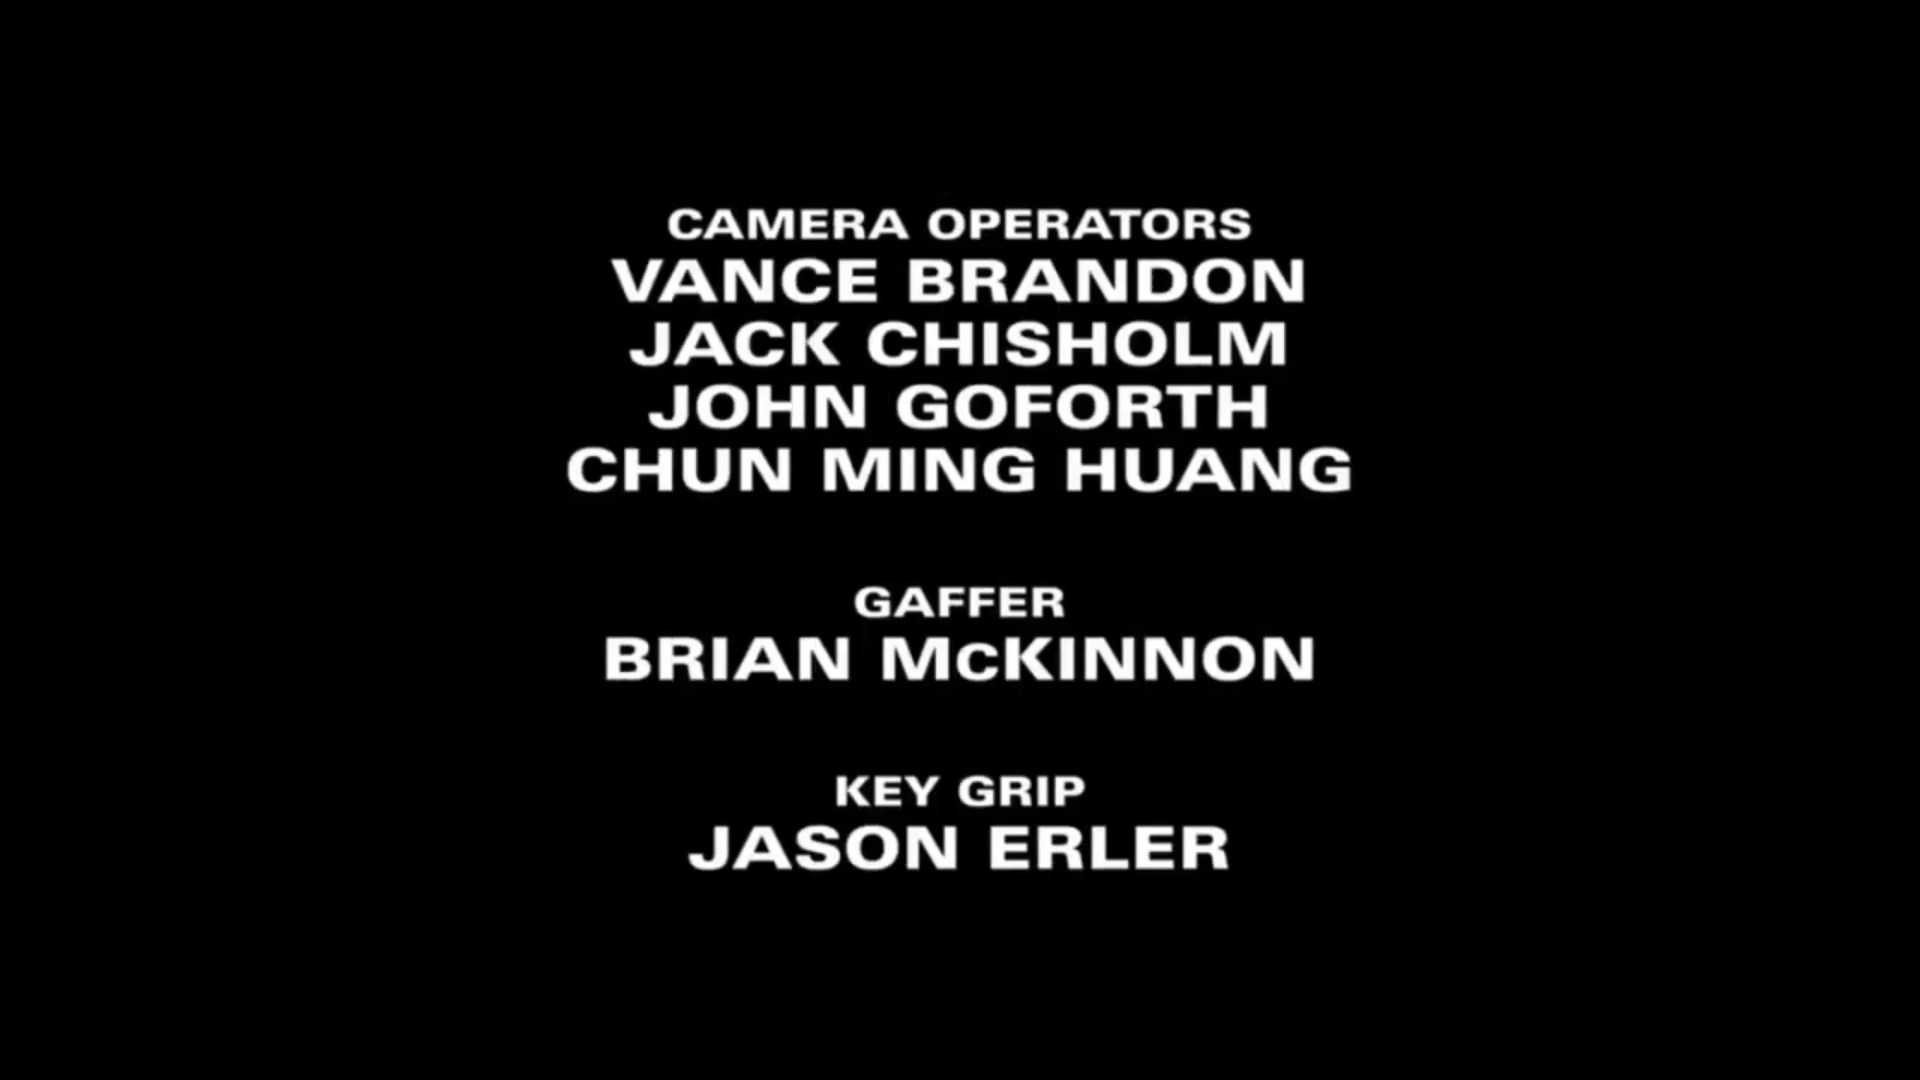 CAMERA OPERATORS
VANCE BRANDON
JACK CHISHOLM
JOHN GOFORTH
CHUN MING HUANG
GAFFER
BRIAN McKINNON
KEY GRIP
JASON ERLER